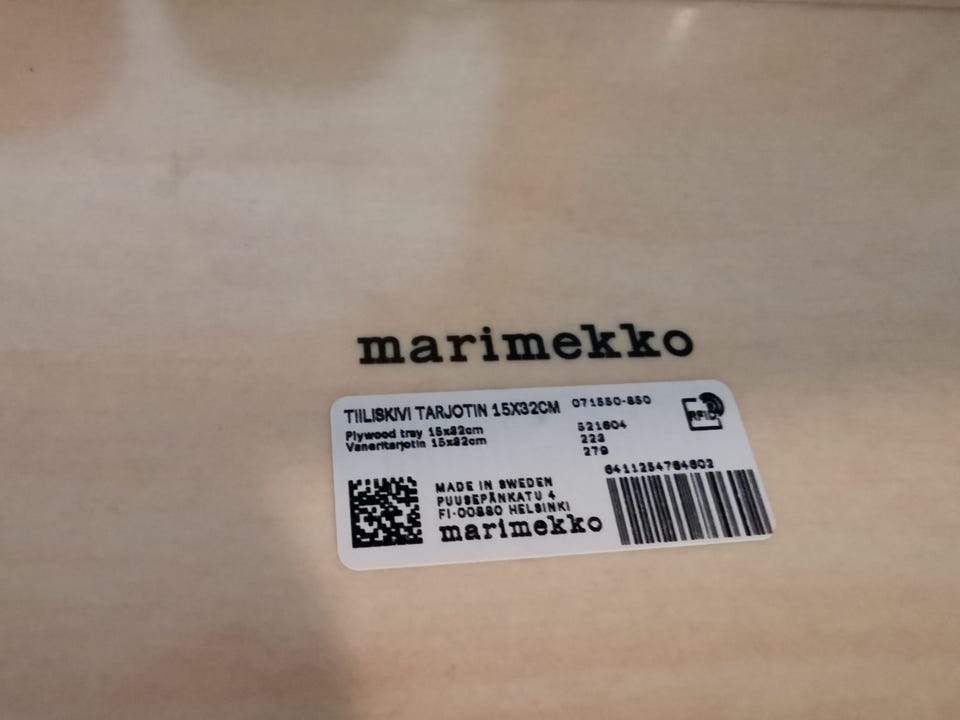 marimekko
TIILISKIVI TARJOTIN 15X32CM 071550-850
Plywood tray 15x32cm 521604
Vaneritarjotin 15x32cm 223
279
RFID
6411254764602
MADE IN SWEDEN
PUUSEPÄNKATU 4
FI-00880 HELSINKI
marimekko